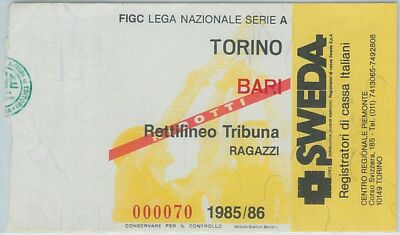 FIGC LEGA NAZIONALE SERIE A
TORINO
BARI
RIDOTTI
Rettilineo Tribuna
RAGAZZI
000070 1985/86
CONSERVARE PER IL CONTROLLO
SWEDA
Registratori di cassa Italiani
CENTRO REGIONALE PIEMONTE
Corso Svizzera, 185 - Tel. (011) 7413065-7492808
10149 TORINO